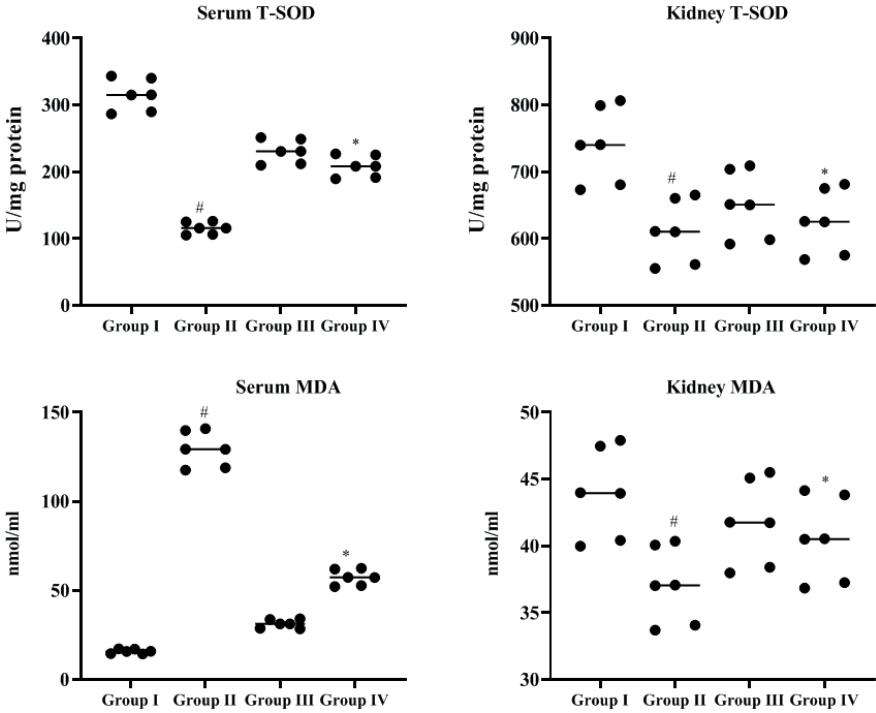 Serum T-SOD
U/mg protein
400
300
200
100
0
#
*
Group I Group II Group III Group IV
Kidney T-SOD
U/mg protein
900
800
700
600
500
#
*
Group I Group II Group III Group IV
Serum MDA
nmol/ml
150
100
50
0
#
*
Group I Group II Group III Group IV
Kidney MDA
nmol/ml
50
45
40
35
30
#
*
Group I Group II Group III Group IV